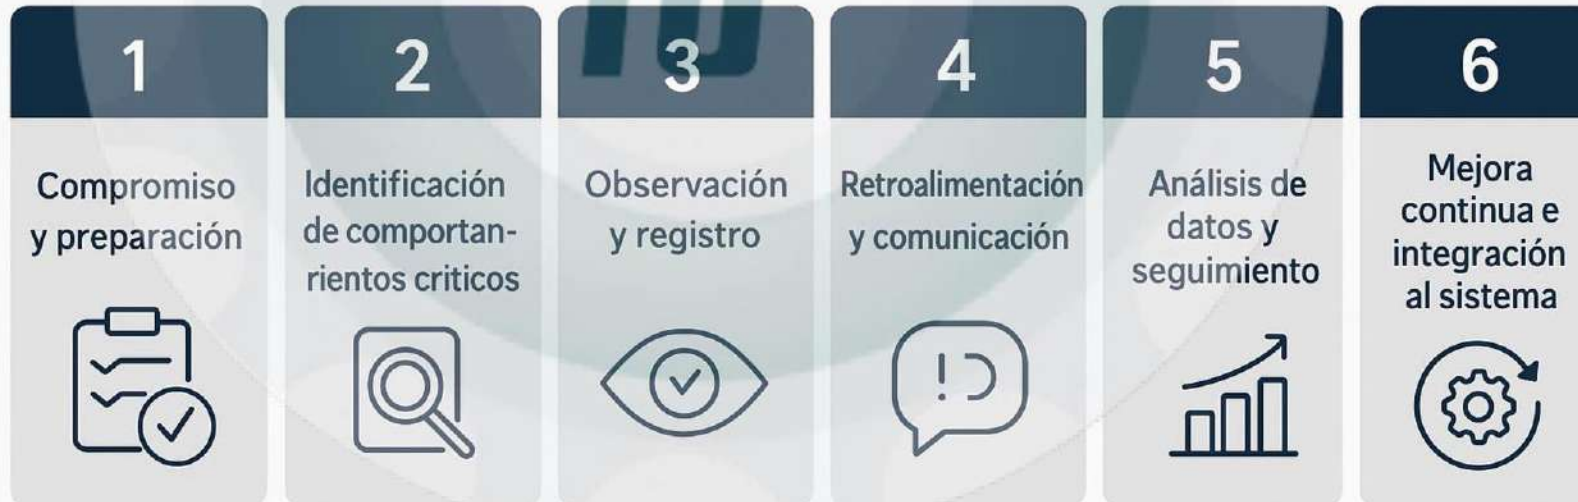 1
Compromiso
y preparación
2
Identificación
de comportan-
rientos criticos
3
Observación
y registro
4
Retroalimentación
y comunicación
5
Análisis de
datos y
seguimiento
6
Mejora
continua e
integración
al sistema